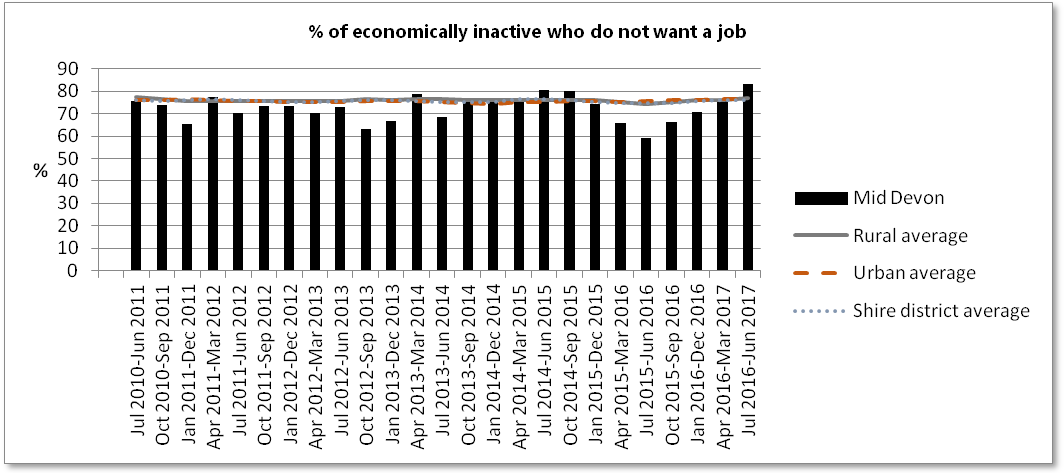 % of economically inactive who do not want a job
90
80
70
60
50
40
30
20
10
0
%
Jul 2010-Jun 2011
Oct 2010-Sep 2011
Jan 2011-Dec 2011
Apr 2011-Mar 2012
Jul 2011-Jun 2012
Oct 2011-Sep 2012
Jan 2012-Dec 2012
Apr 2012-Mar 2013
Jul 2012-Jun 2013
Oct 2012-Sep 2013
Jan 2013-Dec 2013
Apr 2013-Mar 2014
Jul 2013-Jun 2014
Oct 2013-Sep 2014
Jan 2014-Dec 2014
Apr 2014-Mar 2015
Jul 2014-Jun 2015
Oct 2014-Sep 2015
Jan 2015-Dec 2015
Apr 2015-Mar 2016
Jul 2015-Jun 2016
Oct 2015-Sep 2016
Jan 2016-Dec 2016
Apr 2016-Mar 2017
Jul 2016-Jun 2017
Mid Devon
Rural average
Urban average
Shire district average